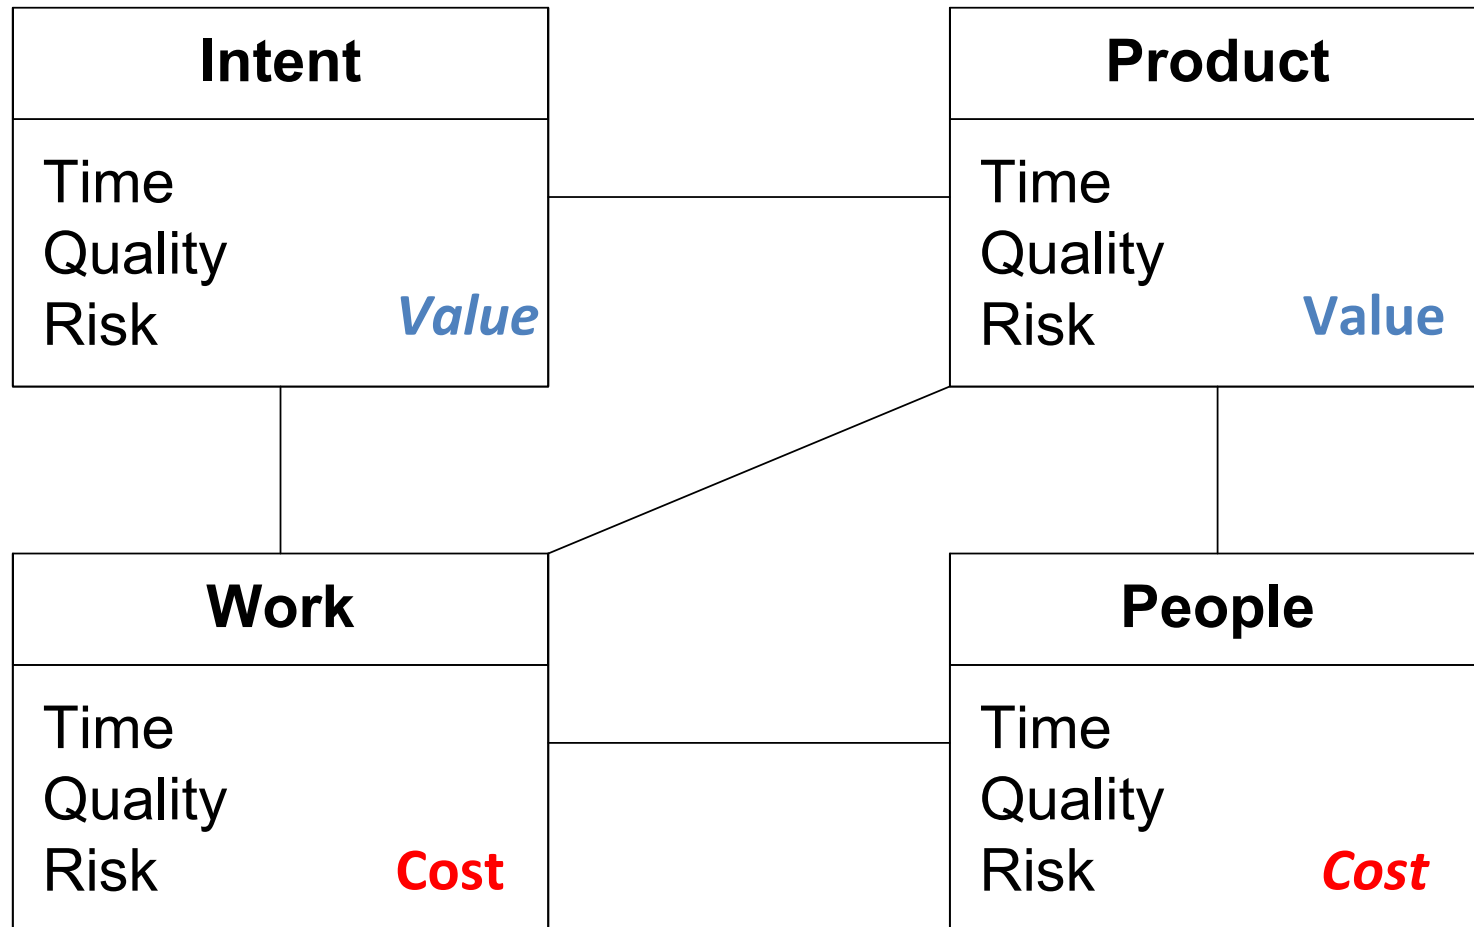 Intent
Time
Quality
Risk Value
Product
Time
Quality
Risk Value
Work
Time
Quality
Risk Cost
People
Time
Quality
Risk Cost